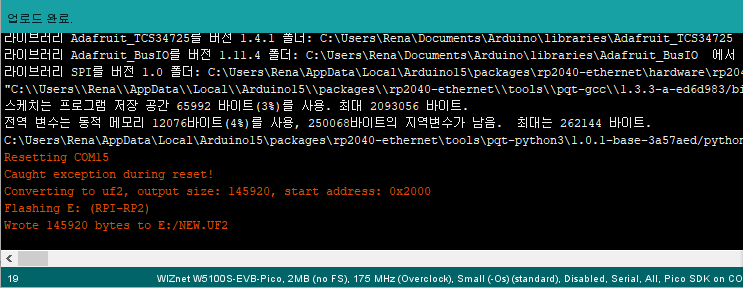 업로드 완료.
라이브러리 Adafruit_TCS34725를 버전 1.4.1 폴더: C:\Users\Rena\Documents\Arduino\libraries\Adafruit_TCS34725
라이브러리 Adafruit_BusIO를 버전 1.11.4 폴더: C:\Users\Rena\Documents\Arduino\libraries\Adafruit_BusIO 에서
라이브러리 SPI를 버전 1.0 폴더: C:\Users\Rena\AppData\Local\Arduino15\packages\rp2040-ethernet\hardware\rp204
"C:\\Users\\Rena\\AppData\\Local\\Arduino15\\packages\\rp2040-ethernet\\tools\\pqt-gcc\\1.3.3-a-ed6d983/bi
스케치는 프로그램 저장 공간 65992 바이트(3%)를 사용. 최대 2093056 바이트.
전역 변수는 동적 메모리 12076바이트(4%)를 사용, 250068바이트의 지역변수가 남음.  최대는 262144 바이트.
C:\Users\Rena\AppData\Local\Arduino15\packages\rp2040-ethernet\tools\pqt-python3\1.0.1-base-3a57aed/python
Resetting COM15
Caught exception during reset!
Converting to uf2, output size: 145920, start address: 0x2000
Flashing E: (RPI-RP2)
Wrote 145920 bytes to E:/NEW.UF2
19 WIZnet W5100S-EVB-Pico, 2MB (no FS), 175 MHz (Overclock), Small (-Os) (standard), Disabled, Serial, All, Pico SDK on CO